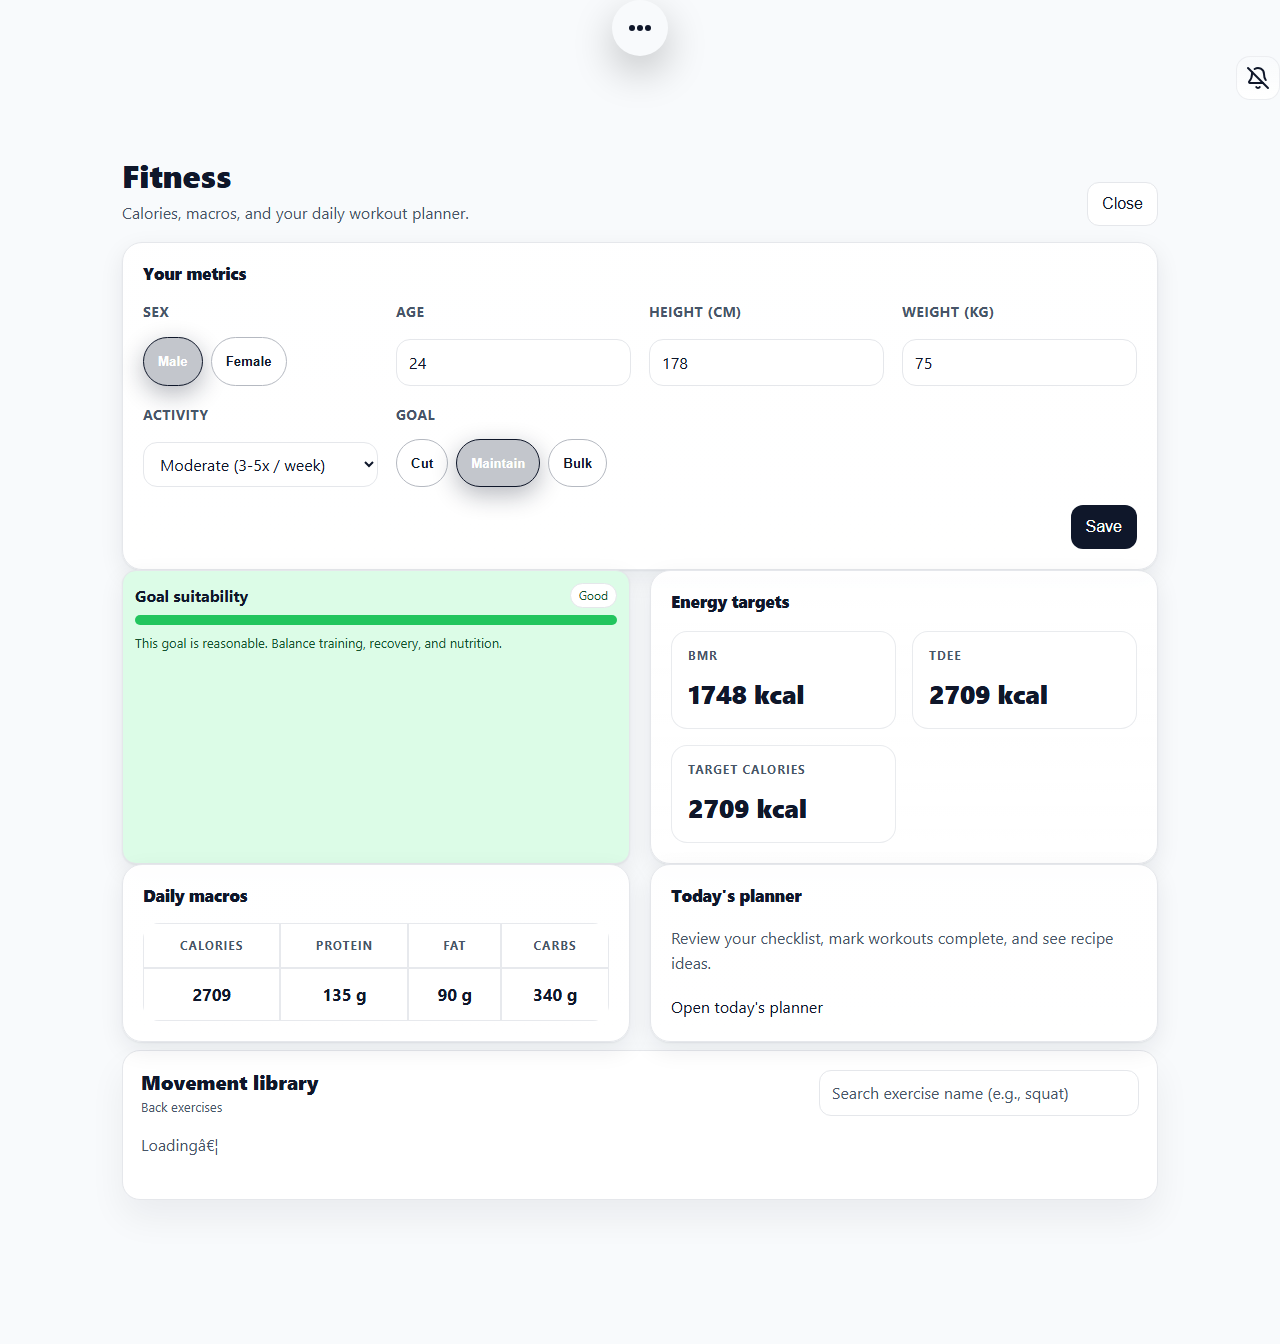 Fitness
Calories, macros, and your daily workout planner.
Close
Your metrics
SEX
AGE
HEIGHT (CM)
WEIGHT (KG)
Male
Female
24
178
75
ACTIVITY
GOAL
Moderate (3-5x / week)
Cut
Maintain
Bulk
Save
Goal suitability
Good
This goal is reasonable. Balance training, recovery, and nutrition.
Energy targets
BMR
1748 kcal
TDEE
2709 kcal
TARGET CALORIES
2709 kcal
Daily macros
CALORIES PROTEIN FAT CARBS
2709 135 g 90 g 340 g
Today's planner
Review your checklist, mark workouts complete, and see recipe
ideas.
Open today's planner
Movement library
Back exercises
Search exercise name (e.g., squat)
Loadingâ€¦